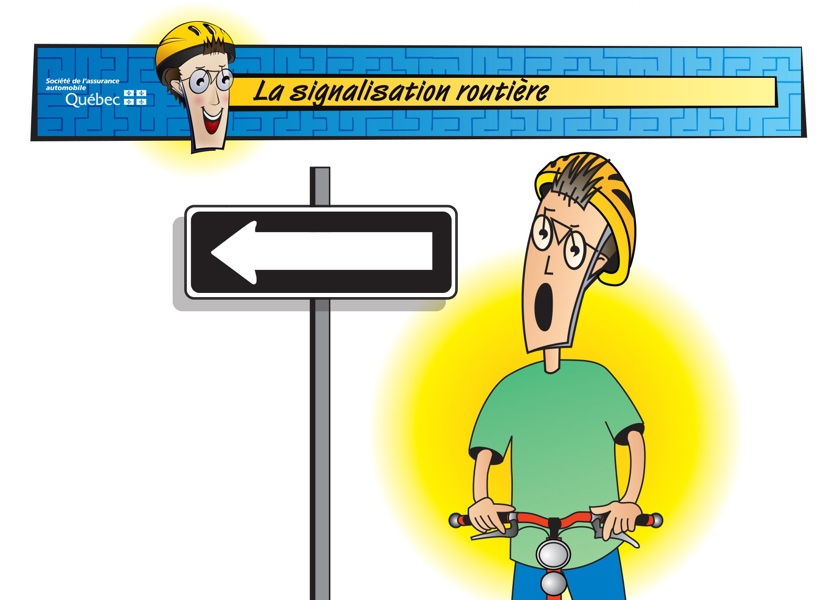 Société de l'assurance
automobile
Québec
La signalisation routière